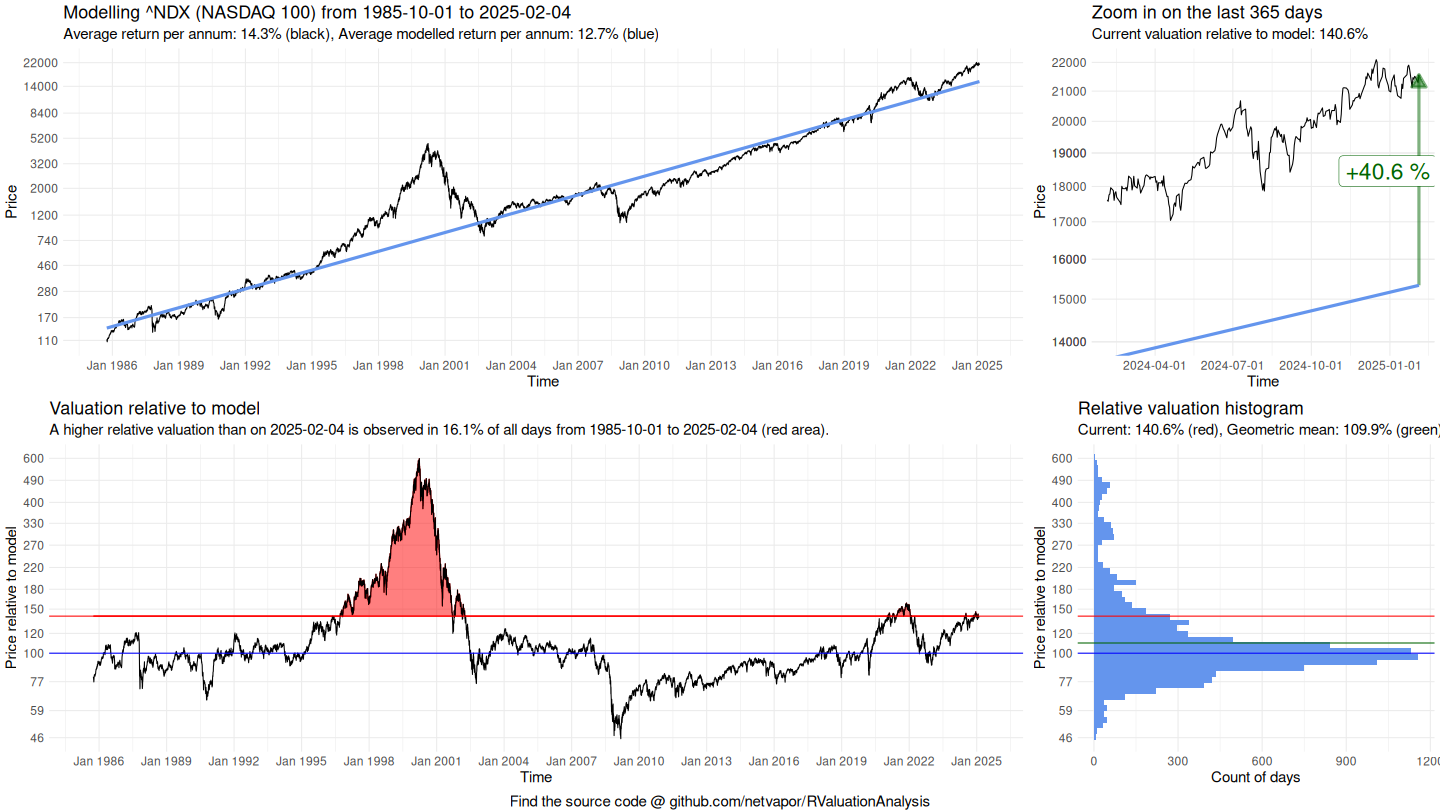 Modelling ^NDX (NASDAQ 100) from 1985-10-01 to 2025-02-04
Average return per annum: 14.3% (black), Average modelled return per annum: 12.7% (blue)
22000
14000
8400
5200
3200
2000
1200
740
460
280
170
110
Price
Jan 1986 Jan 1989 Jan 1992 Jan 1995 Jan 1998 Jan 2001 Jan 2004 Jan 2007 Jan 2010 Jan 2013 Jan 2016 Jan 2019 Jan 2022 Jan 2025
Time
Zoom in on the last 365 days
Current valuation relative to model: 140.6%
22000
21000
20000
19000
18000
17000
16000
15000
14000
Price
+40.6 %
2024-04-01 2024-07-01 2024-10-01 2025-01-01
Time
Valuation relative to model
A higher relative valuation than on 2025-02-04 is observed in 16.1% of all days from 1985-10-01 to 2025-02-04 (red area).
600
490
400
330
270
220
180
150
120
100
77
59
46
Price relative to model
Jan 1986 Jan 1989 Jan 1992 Jan 1995 Jan 1998 Jan 2001 Jan 2004 Jan 2007 Jan 2010 Jan 2013 Jan 2016 Jan 2019 Jan 2022 Jan 2025
Time
Relative valuation histogram
Current: 140.6% (red), Geometric mean: 109.9% (green)
600
490
400
330
270
220
180
150
120
100
77
59
46
Price relative to model
0 300 600 900 1200
Count of days
Find the source code @ github.com/netvapor/RValuationAnalysis